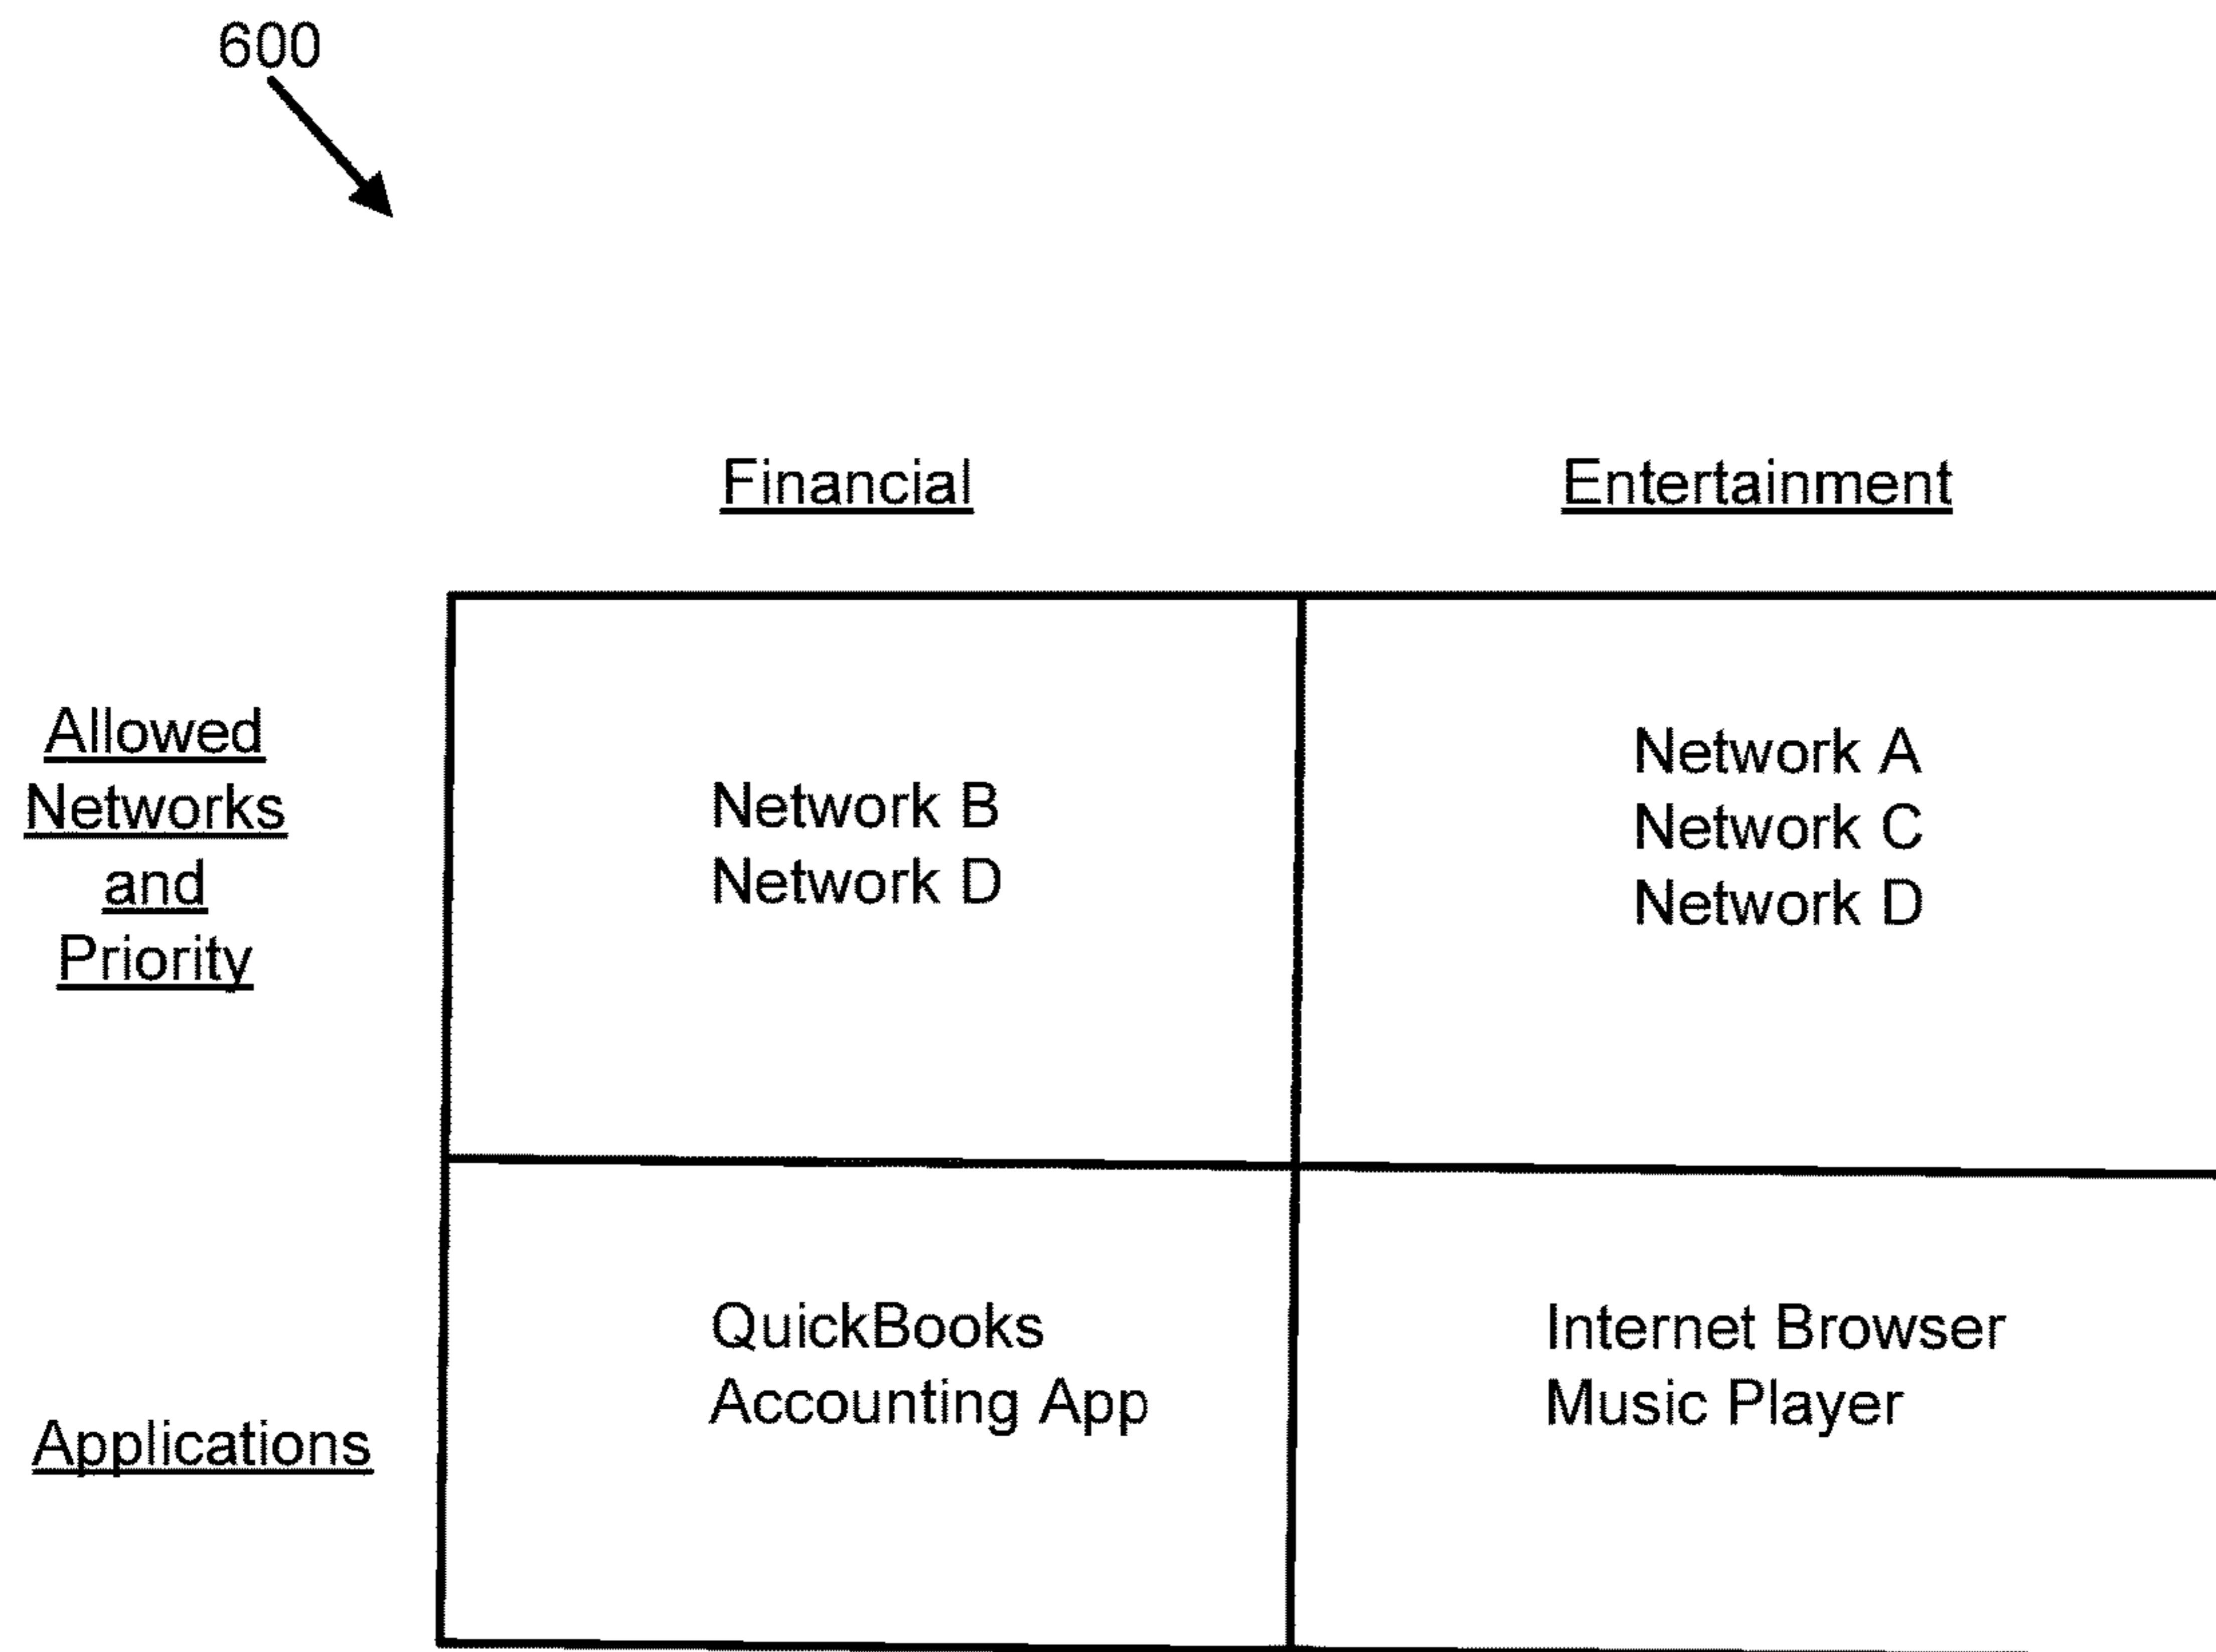 600
Financial
Entertainment
Allowed
Networks
and
Priority
Network B
Network D
Network A
Network C
Network D
Applications
QuickBooks
Accounting App
Internet Browser
Music Player